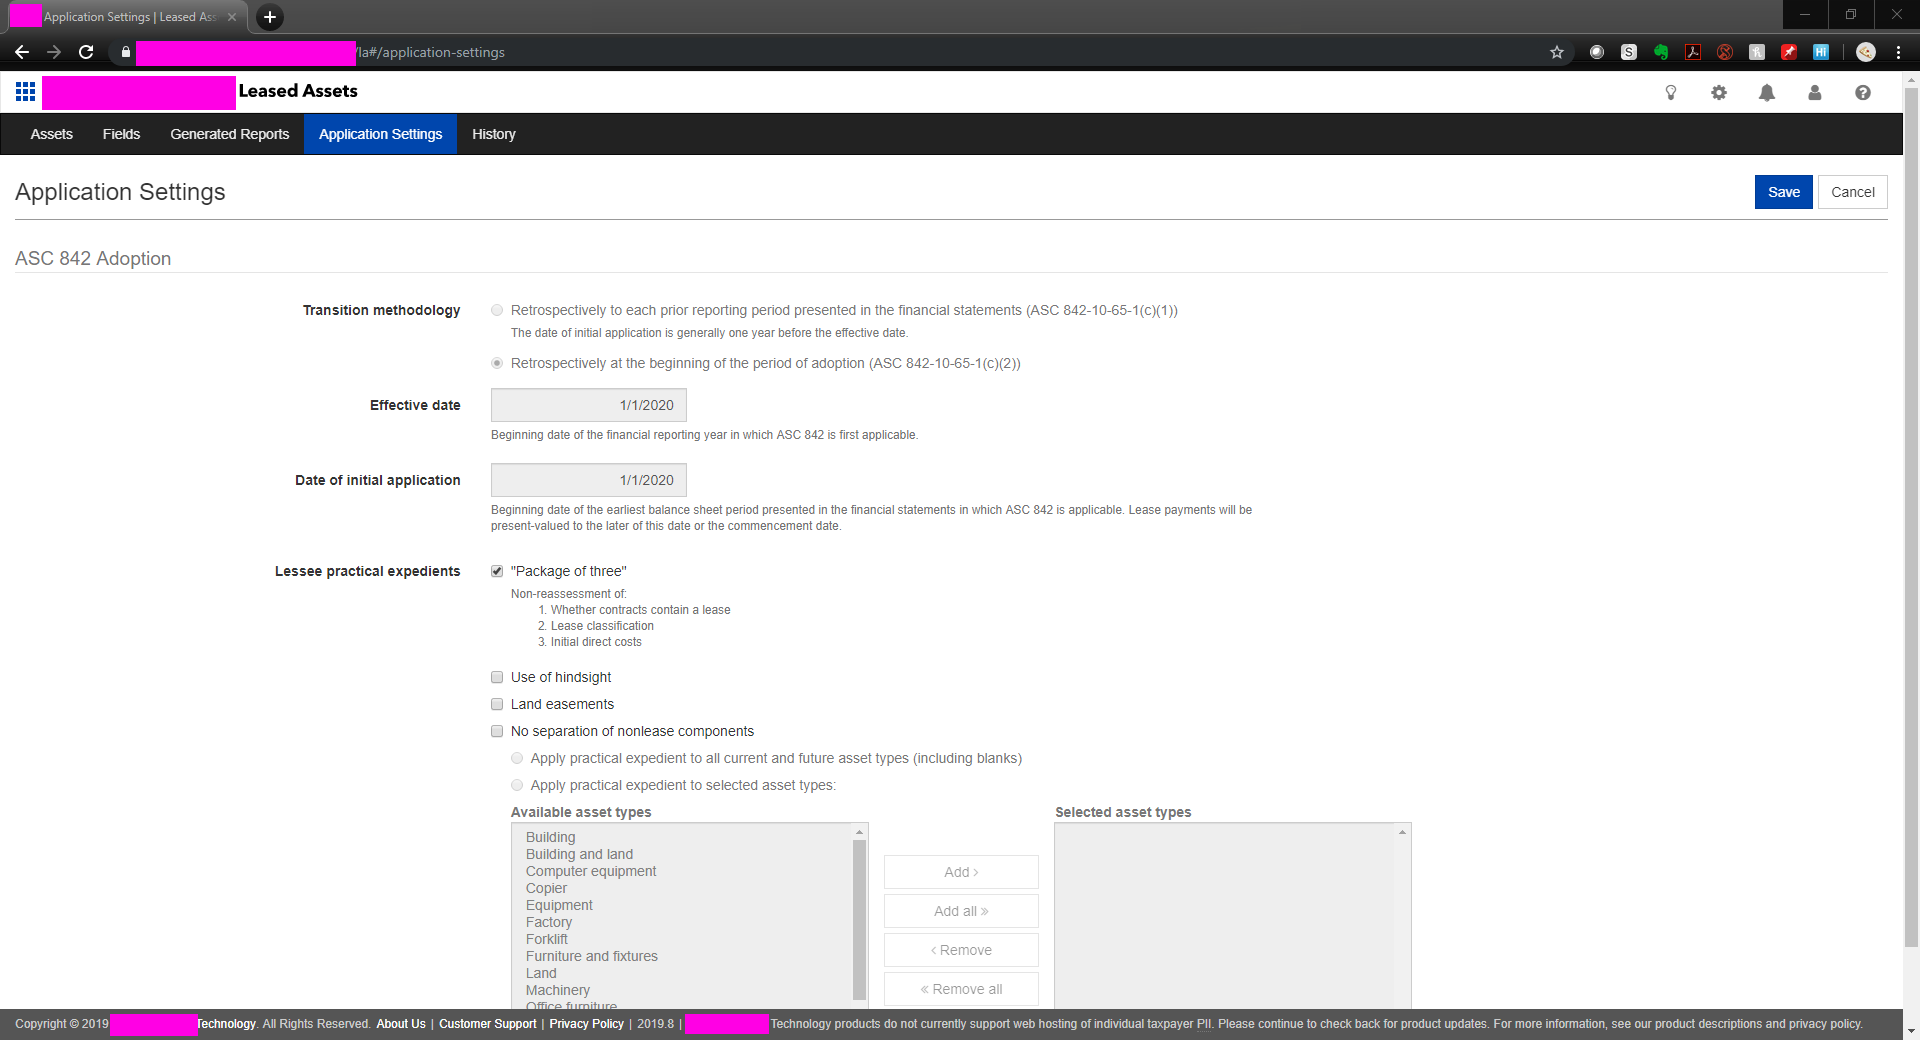 Application Settings | Leased Ass
/la#/application-settings
Leased Assets
Assets Fields Generated Reports Application Settings History
Application Settings
Save Cancel
ASC 842 Adoption
Transition methodology
Retrospectively to each prior reporting period presented in the financial statements (ASC 842-10-65-1(c)(1))
The date of initial application is generally one year before the effective date.
Retrospectively at the beginning of the period of adoption (ASC 842-10-65-1(c)(2))
Effective date
1/1/2020
Beginning date of the financial reporting year in which ASC 842 is first applicable.
Date of initial application
1/1/2020
Beginning date of the earliest balance sheet period presented in the financial statements in which ASC 842 is applicable. Lease payments will be
present-valued to the later of this date or the commencement date.
Lessee practical expedients
"Package of three"
Non-reassessment of:
1. Whether contracts contain a lease
2. Lease classification
3. Initial direct costs
Use of hindsight
Land easements
No separation of nonlease components
Apply practical expedient to all current and future asset types (including blanks)
Apply practical expedient to selected asset types:
Available asset types
Building
Building and land
Computer equipment
Copier
Equipment
Factory
Forklift
Furniture and fixtures
Land
Machinery
Office furniture
Add >
Add all »
< Remove
« Remove all
Selected asset types
Copyright © 2019 Technology. All Rights Reserved. About Us | Customer Support | Privacy Policy | 2019.8 | Technology products do not currently support web hosting of individual taxpayer PII. Please continue to check back for product updates. For more information, see our product descriptions and privacy policy.